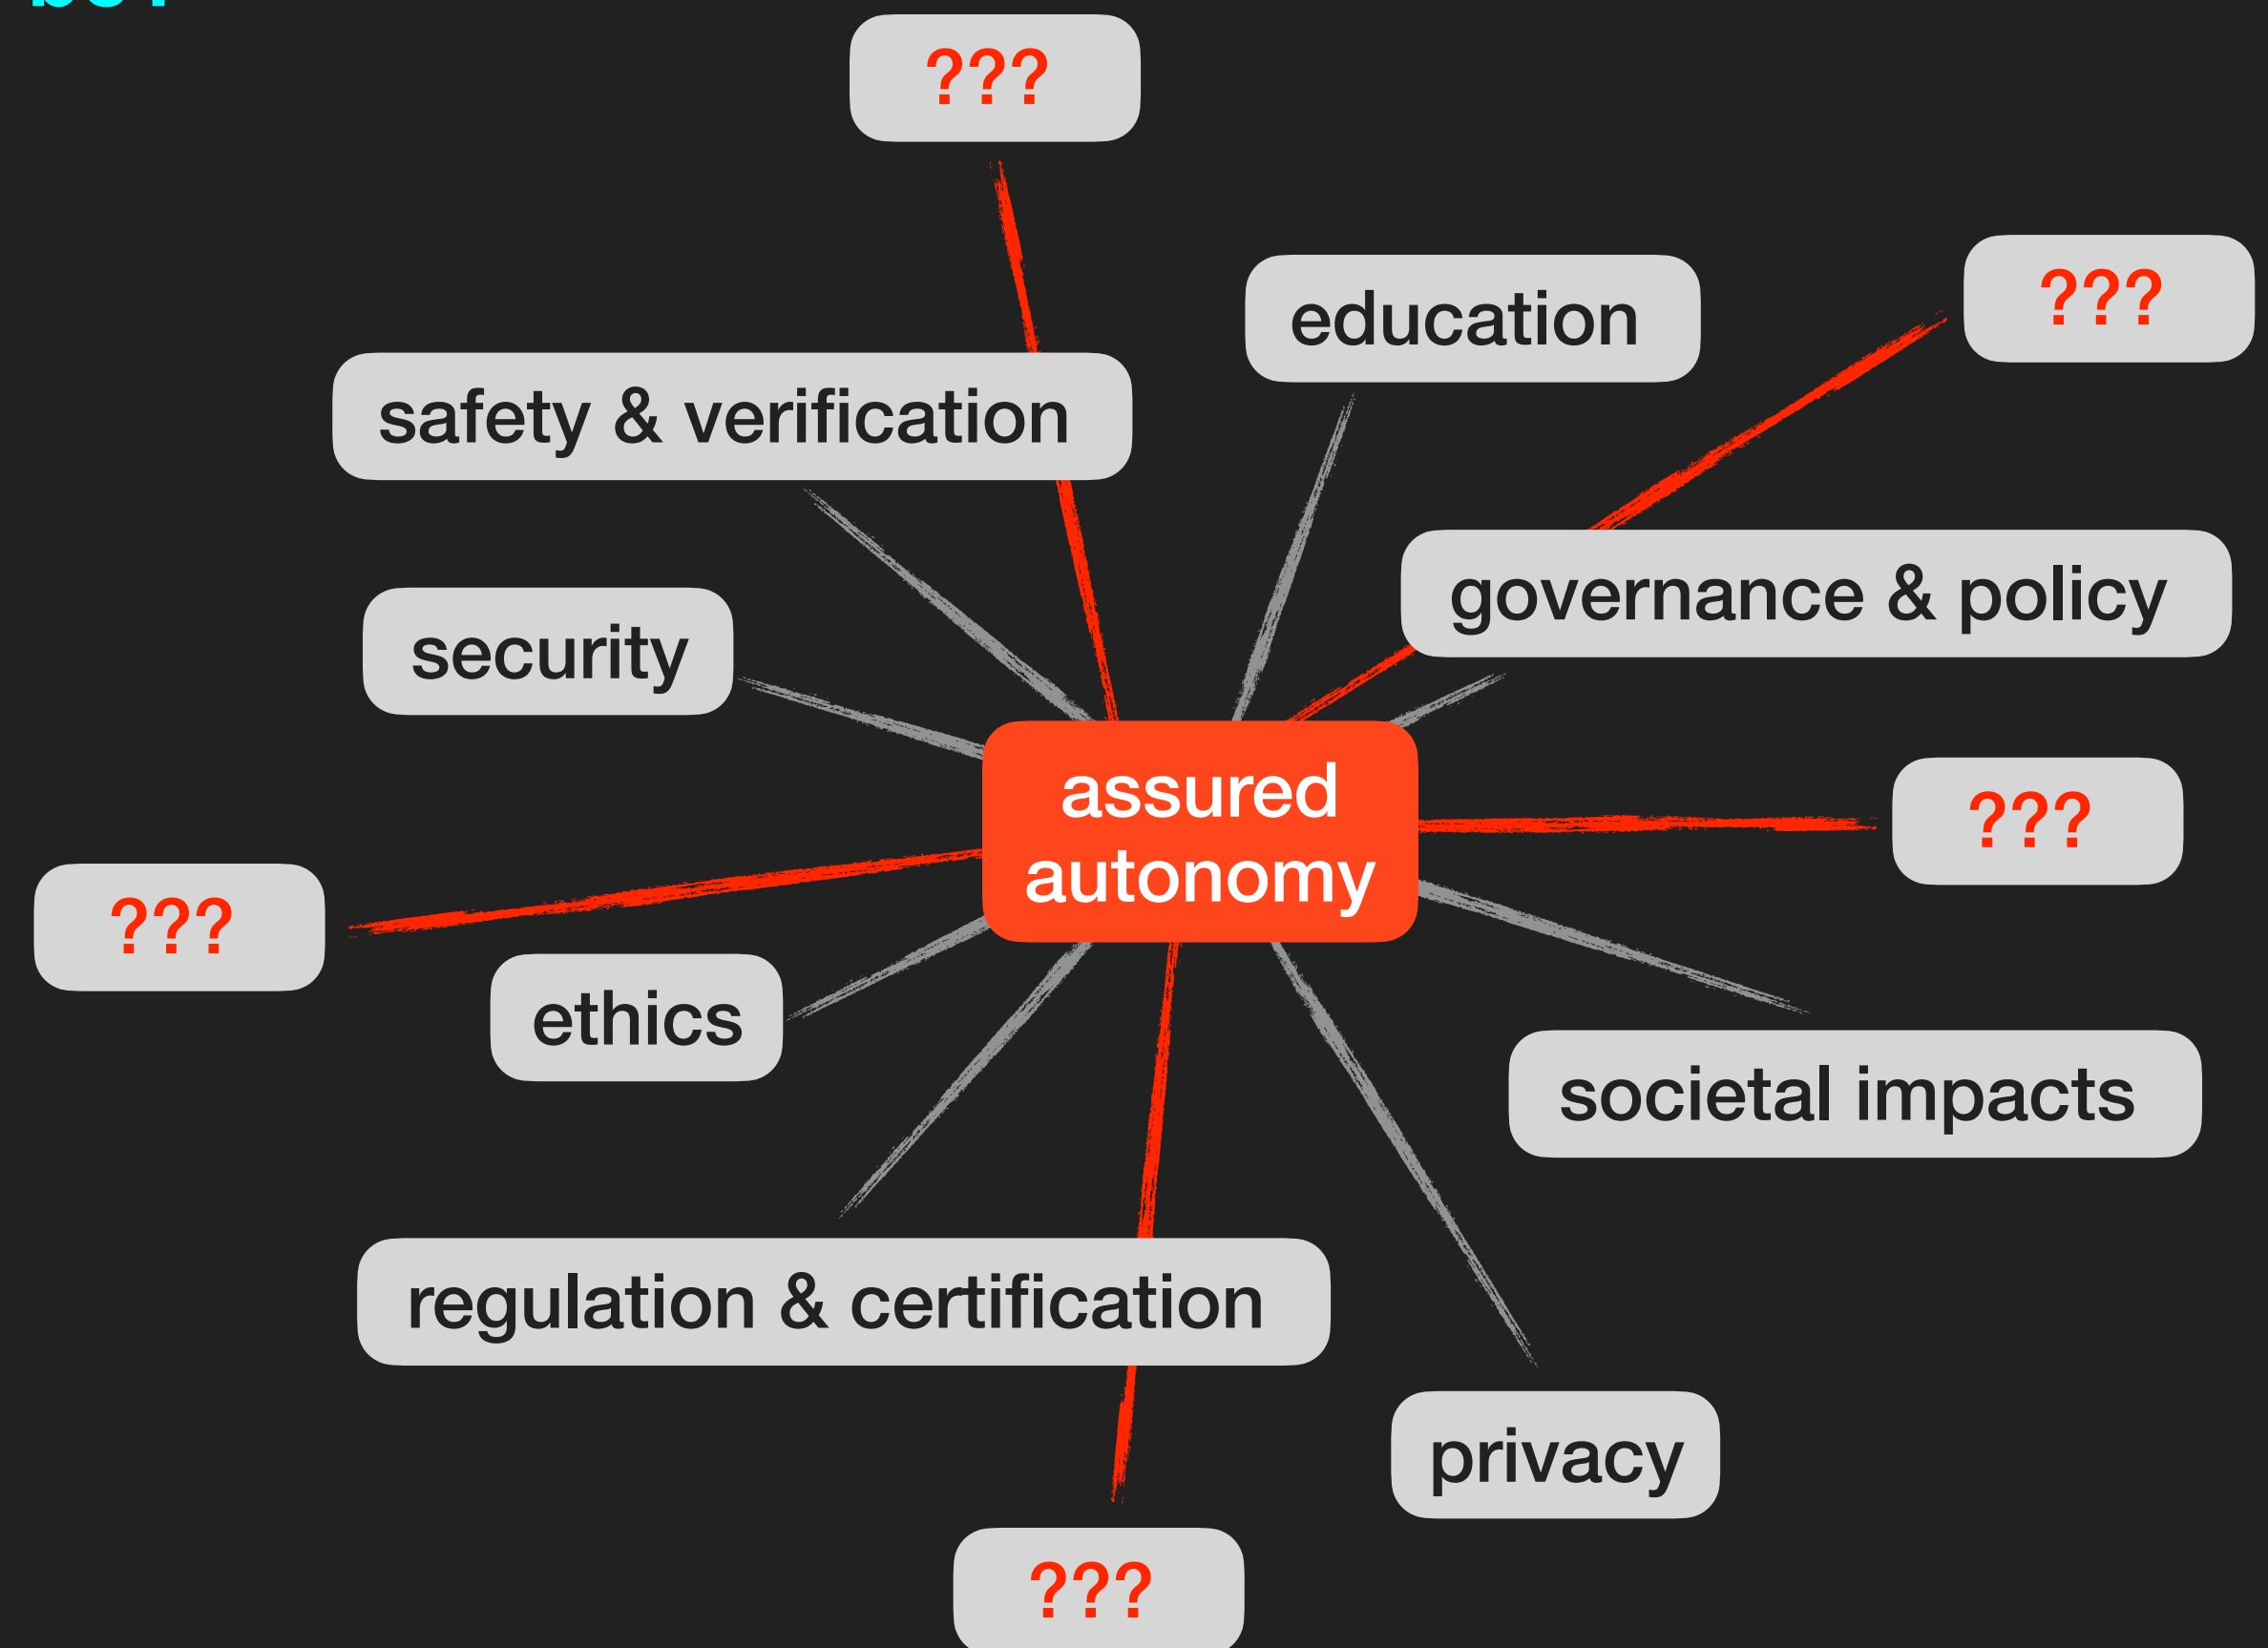 ???
education
???
safety & verification
governance & policy
security
assured
autonomy
???
???
ethics
societal impacts
regulation & certification
privacy
???